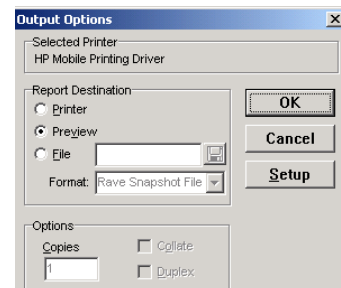 Output Options
Selected Printer
HP Mobile Printing Driver
Report Destination
Printer
Preview
File
Format: Rave Snapshot File
OK
Cancel
Setup
Options
Copies
Collate
1
Duplex